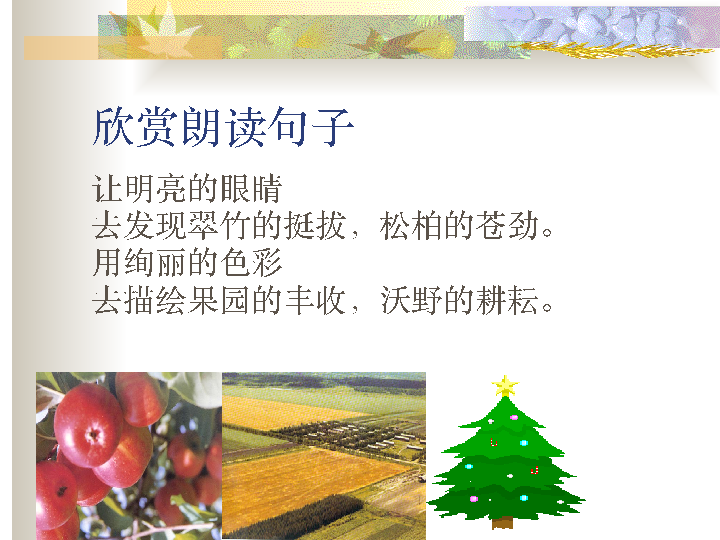 欣赏朗读句子
让明亮的眼睛
去发现翠竹的挺拔，松柏的苍劲。
用绚丽的色彩
去描绘果园的丰收，沃野的耕耘。